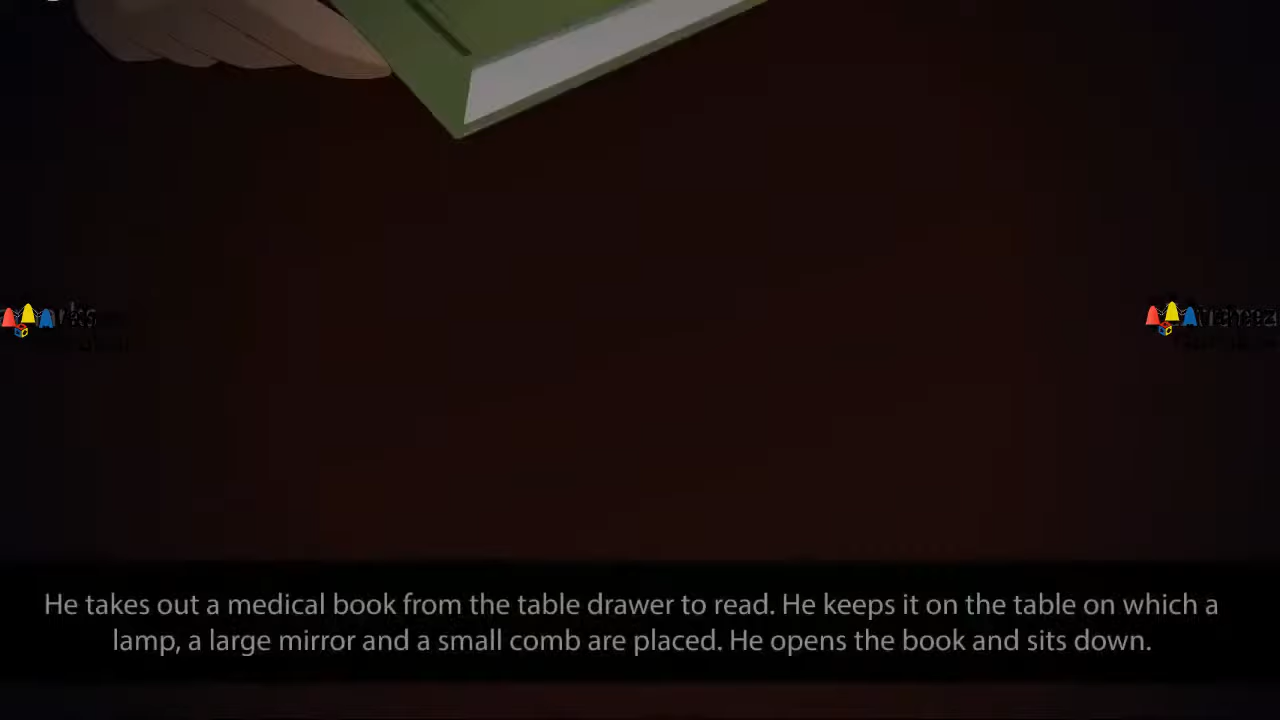 He takes out a medical book from the table drawer to read. He keeps it on the table on which a
lamp, a large mirror and a small comb are placed. He opens the book and sits down.